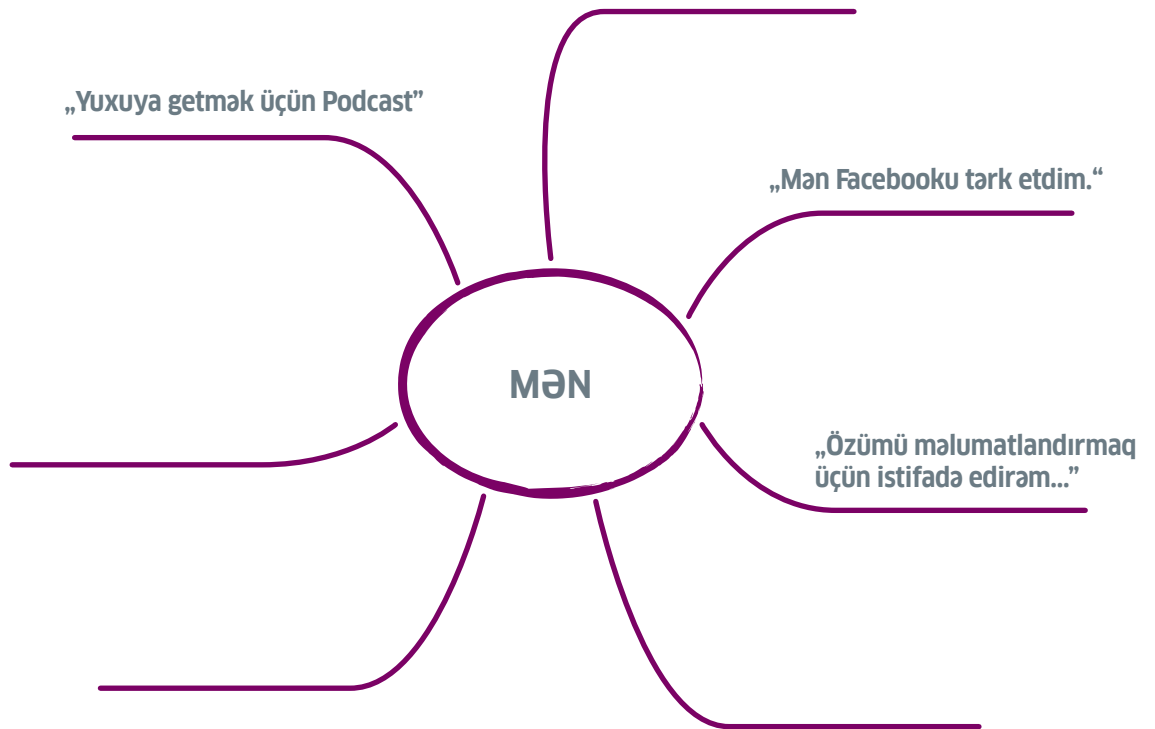 „Yuxuya getmək üçün Podcast”
„Mən Facebooku tərk etdim.“
MƏN
„Özümü məlumatlandırmaq
üçün istifadə edirəm...”